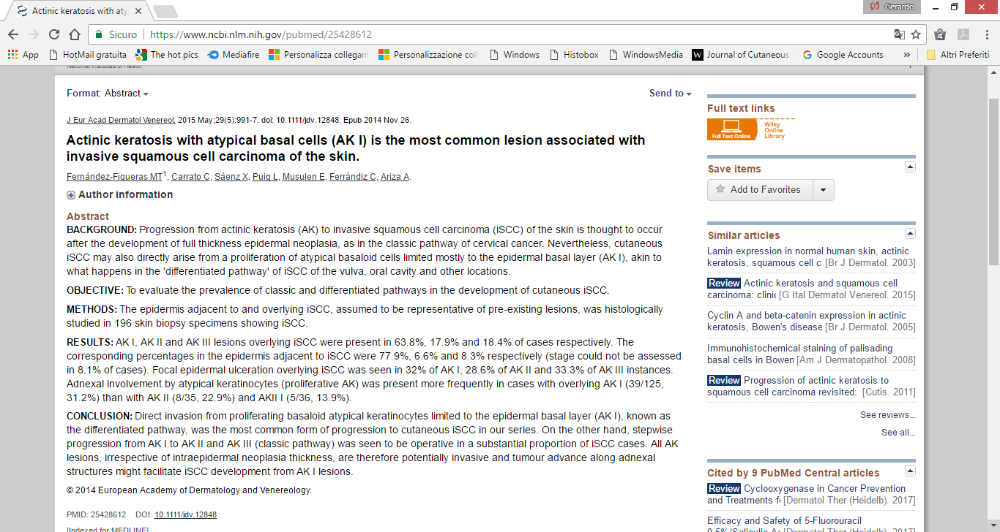 Actinic keratosis with aty
Gerardo
Sicuro https://www.ncbi.nlm.nih.gov/pubmed/25428612
App HotMail gratuita The hot pics Mediafire Personalizza collegam Personalizzazione coll Windows Histobox WindowsMedia Journal of Cutaneous Google Accounts » Altri Preferiti
National Institutes of Health
Format: Abstract
Send to
J Eur Acad Dermatol Venereol. 2015 May;29(5):991-7. doi: 10.1111/jdv.12848. Epub 2014 Nov 26.
Actinic keratosis with atypical basal cells (AK I) is the most common lesion associated with
invasive squamous cell carcinoma of the skin.
Fernández-Figueras MT1, Carrato C, Sáenz X, Puig L, Musulen E, Ferrándiz C, Ariza A.
Author information
Abstract
BACKGROUND: Progression from actinic keratosis (AK) to invasive squamous cell carcinoma (iSCC) of the skin is thought to occur
after the development of full thickness epidermal neoplasia, as in the classic pathway of cervical cancer. Nevertheless, cutaneous
iSCC may also directly arise from a proliferation of atypical basaloid cells limited mostly to the epidermal basal layer (AK I), akin to
what happens in the 'differentiated pathway' of iSCC of the vulva, oral cavity and other locations.
OBJECTIVE: To evaluate the prevalence of classic and differentiated pathways in the development of cutaneous iSCC.
METHODS: The epidermis adjacent to and overlying iSCC, assumed to be representative of pre-existing lesions, was histologically
studied in 196 skin biopsy specimens showing iSCC.
RESULTS: AK I, AK II and AK III lesions overlying iSCC were present in 63.8%, 17.9% and 18.4% of cases respectively. The
corresponding percentages in the epidermis adjacent to iSCC were 77.9%, 6.6% and 8.3% respectively (stage could not be assessed
in 8.1% of cases). Focal epidermal ulceration overlying iSCC was seen in 32% of AK I, 28.6% of AK II and 33.3% of AK III instances.
Adnexal involvement by atypical keratinocytes (proliferative AK) was present more frequently in cases with overlying AK I (39/125,
31.2%) than with AK II (8/35, 22.9%) and AKII I (5/36, 13.9%).
CONCLUSION: Direct invasion from proliferating basaloid atypical keratinocytes limited to the epidermal basal layer (AK I), known as
the differentiated pathway, was the most common form of progression to cutaneous iSCC in our series. On the other hand, stepwise
progression from AK I to AK II and AK III (classic pathway) was seen to be operative in a substantial proportion of iSCC cases. All AK
lesions, irrespective of intraepidermal neoplasia thickness, are therefore potentially invasive and tumour advance along adnexal
structures might facilitate iSCC development from AK I lesions.
© 2014 European Academy of Dermatology and Venereology.
PMID: 25428612 DOI: 10.1111/jdv.12848
[Indexed for MEDLINE]
Full text links
Full Text Online
Wiley
Online
Library
Save items
Add to Favorites
Similar articles
Lamin expression in normal human skin, actinic
keratosis, squamous cell c [Br J Dermatol. 2003]
Review Actinic keratosis and squamous cell
carcinoma: clinic [G Ital Dermatol Venereol. 2015]
Cyclin A and beta-catenin expression in actinic
keratosis, Bowen's disease [Br J Dermatol. 2005]
Immunohistochemical staining of palisading
basal cells in Bowen [Am J Dermatopathol. 2008]
Review Progression of actinic keratosis to
squamous cell carcinoma revisited: [Cutis. 2011]
See reviews...
See all...
Cited by 9 PubMed Central articles
Review Cyclooxygenase in Cancer Prevention
and Treatments f [Dermatol Ther (Heidelb). 2017]
Efficacy and Safety of 5-Fluorouracil
0.5%/Salicylic Ac [Dermatol Ther (Heidelb). 2017]